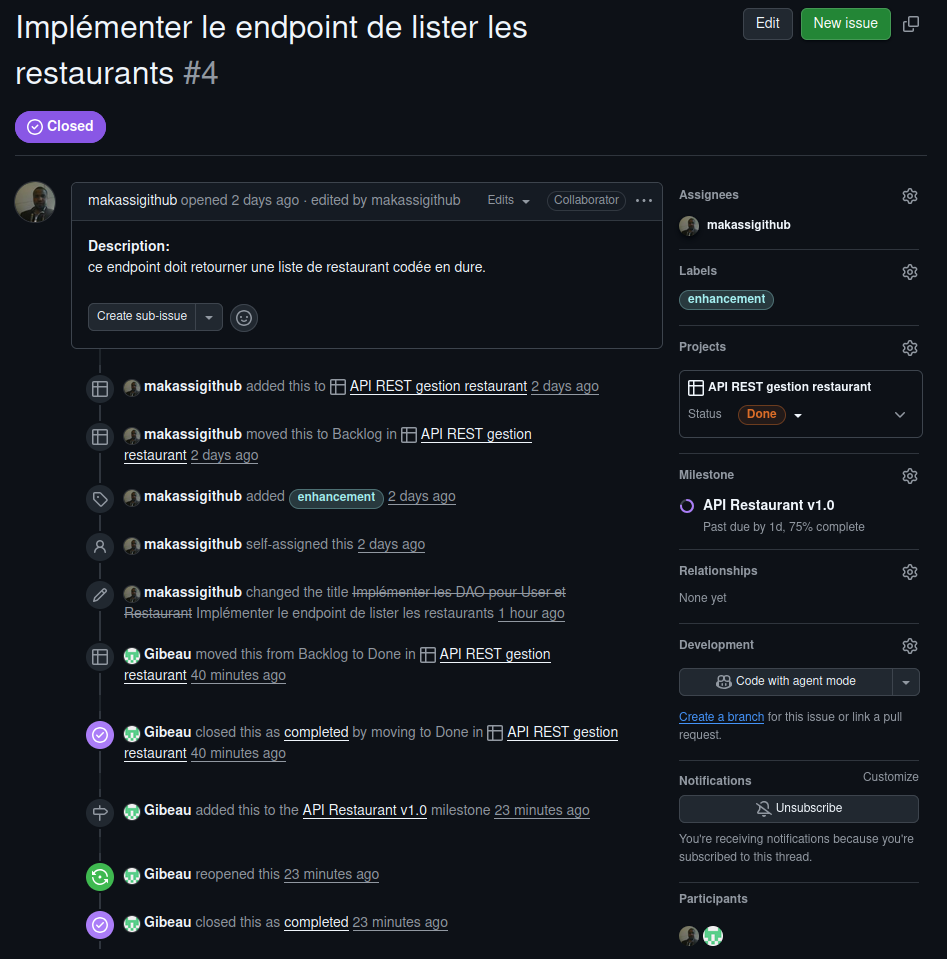 Implémenter le endpoint de lister les
restaurants #4
Edit
New issue
Closed
makassigithub opened 2 days ago · edited by makassigithub
Edits
Collaborator
Description:
ce endpoint doit retourner une liste de restaurant codée en dure.
Create sub-issue
makassigithub added this to API REST gestion restaurant 2 days ago
makassigithub moved this to Backlog in API REST gestion
restaurant 2 days ago
makassigithub added enhancement 2 days ago
makassigithub self-assigned this 2 days ago
makassigithub changed the title Implémenter les DAO pour User et
Restaurant Implémenter le endpoint de lister les restaurants 1 hour ago
Gibeau moved this from Backlog to Done in API REST gestion
restaurant 40 minutes ago
Gibeau closed this as completed by moving to Done in API REST gestion
restaurant 40 minutes ago
Gibeau added this to the API Restaurant v1.0 milestone 23 minutes ago
Gibeau reopened this 23 minutes ago
Gibeau closed this as completed 23 minutes ago
Assignees
makassigithub
Labels
enhancement
Projects
API REST gestion restaurant
Status Done
Milestone
API Restaurant v1.0
Past due by 1d, 75% complete
Relationships
None yet
Development
Code with agent mode
Create a branch for this issue or link a pull
request.
Notifications
Customize
Unsubscribe
You're receiving notifications because you're
subscribed to this thread.
Participants